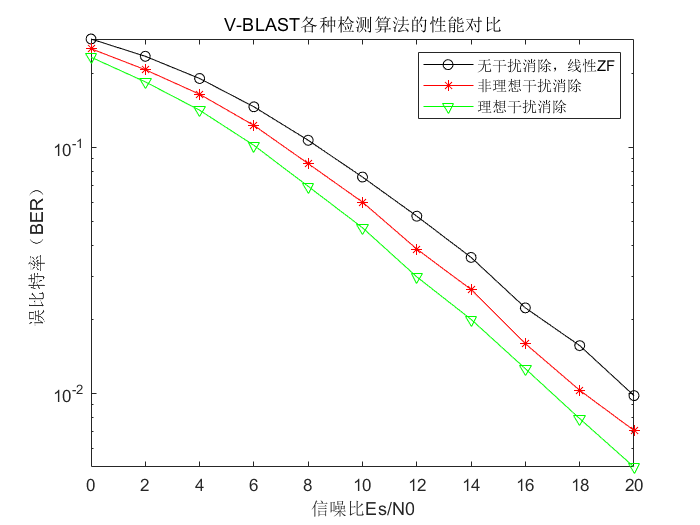 V-BLAST各种检测算法的性能对比
无干扰消除，线性ZF
非理想干扰消除
理想干扰消除
误比特率（BER）
10-1
10-2
0 2 4 6 8 10 12 14 16 18 20
信噪比Es/N0